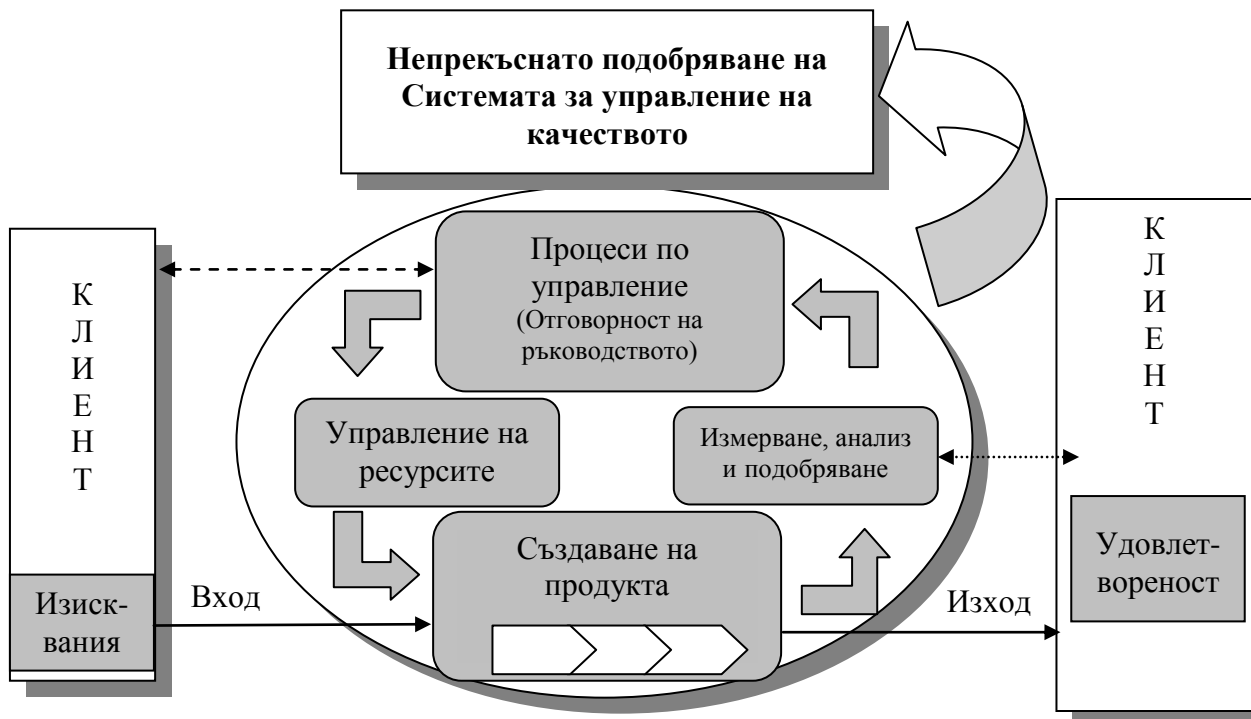 Непрекъснато подобряване на
Системата за управление на
качеството
К
Л
И
Е
Н
Т
Изиск-
вания
Вход
Процеси по
управление
(Отговорност на
ръководството)
Управление на
ресурсите
Измерване, анализ
и подобряване
Създаване на
продукта
Изход
К
Л
И
Е
Н
Т
Удовлет-
вореност